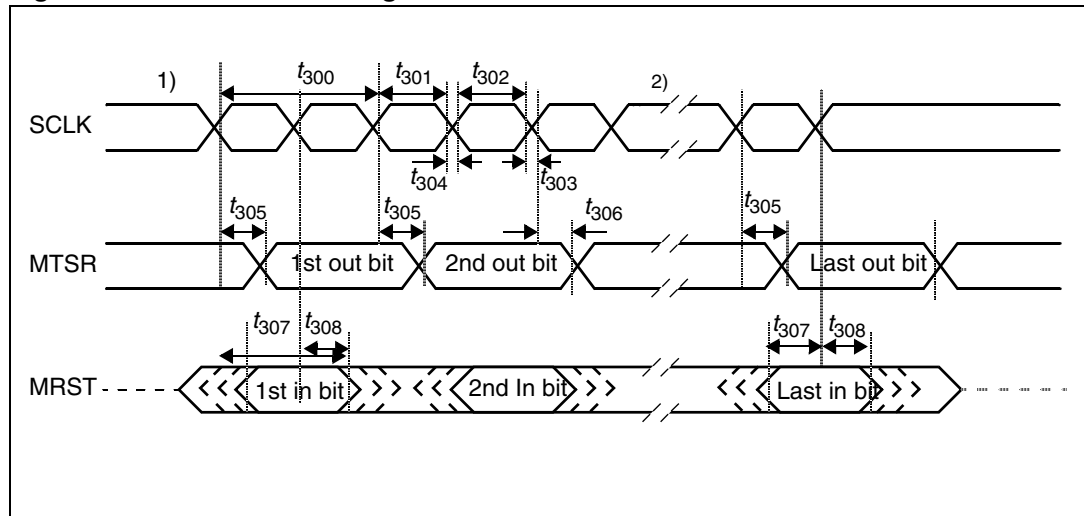 1) t300 t301 t302 2)
SCLK
t304 t303
t305 t305 t306 t305
MTSR 1st out bit 2nd out bit Last out bit
t307 t308 t307 t308
MRST 1st in bit 2nd In bit Last in bit